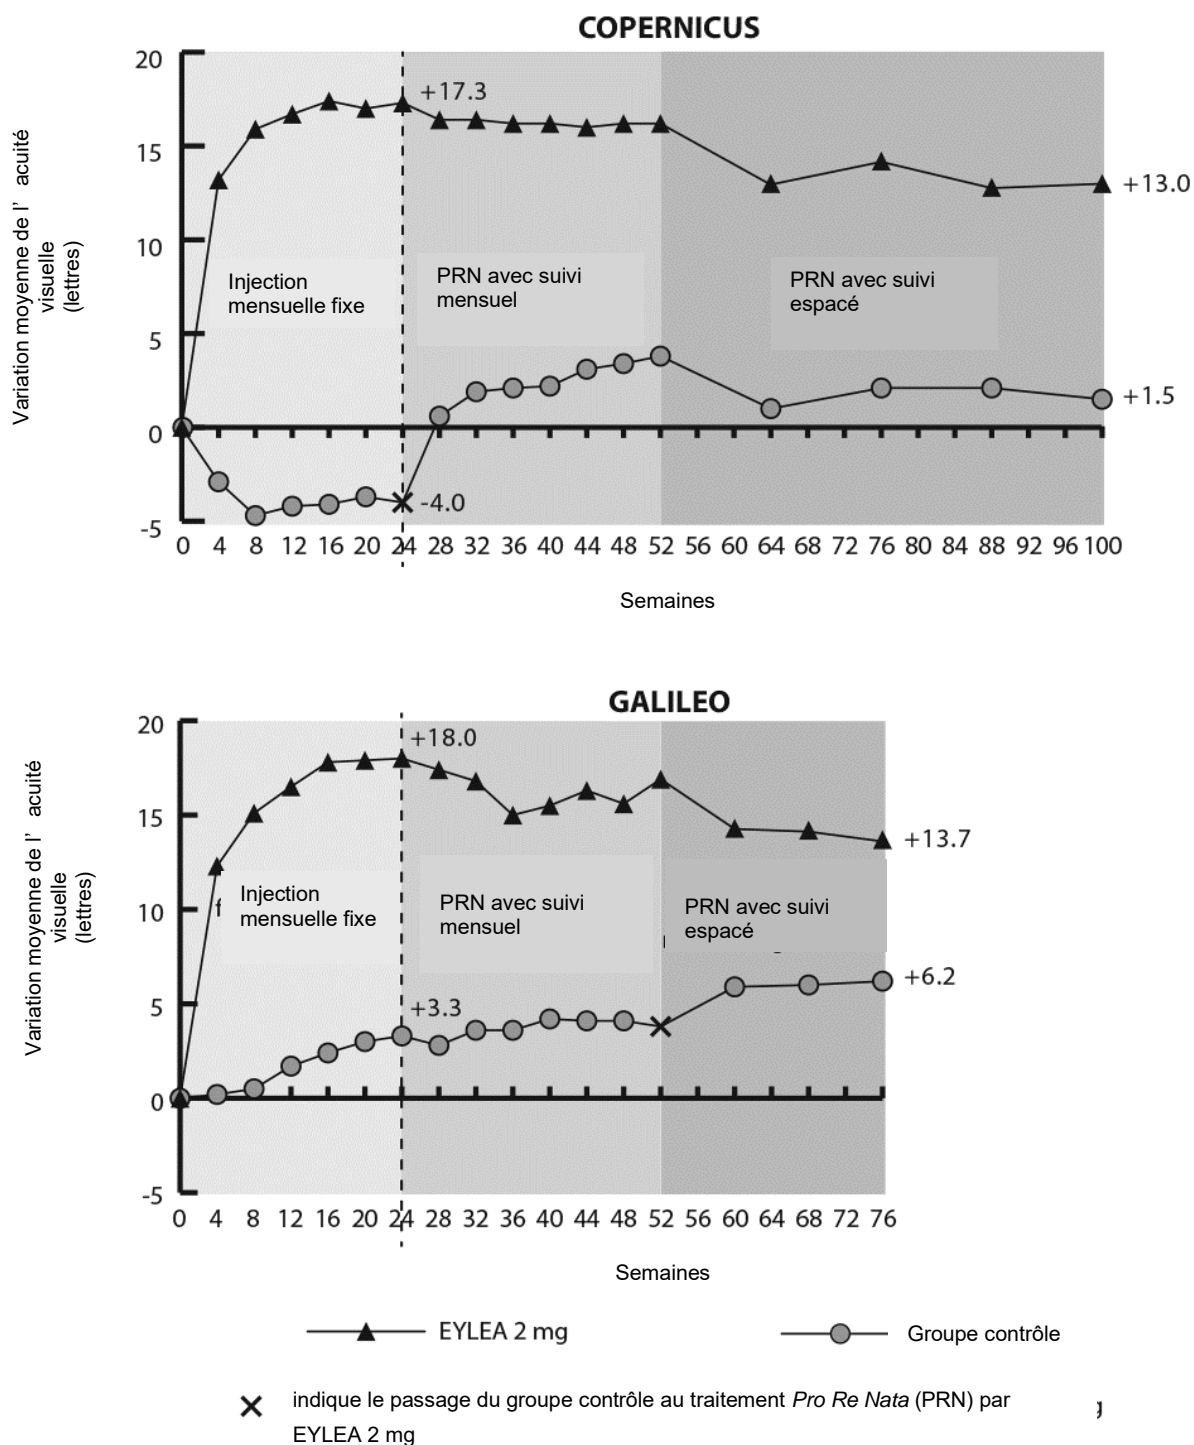 COPERNICUS
20
15
10
5
0
-5
Variation moyenne de l’ acuité
visuelle
(lettres)
+17.3
+13.0
Injection
mensuelle fixe
PRN avec suivi
mensuel
PRN avec suivi
espacé
+1.5
-4.0
0 4 8 12 16 20 24 28 32 36 40 44 48 52 56 60 64 68 72 76 80 84 88 92 96 100
Semaines
GALILEO
20
15
10
5
0
-5
Variation moyenne de l’ acuité
visuelle
(lettres)
+18.0
+13.7
Injection
mensuelle fixe
PRN avec suivi
mensuel
PRN avec suivi
espacé
+3.3
+6.2
0 4 8 12 16 20 24 28 32 36 40 44 48 52 56 60 64 68 72 76
Semaines
EYLEA 2 mg
Groupe contrôle
indique le passage du groupe contrôle au traitement Pro Re Nata (PRN) par
EYLEA 2 mg